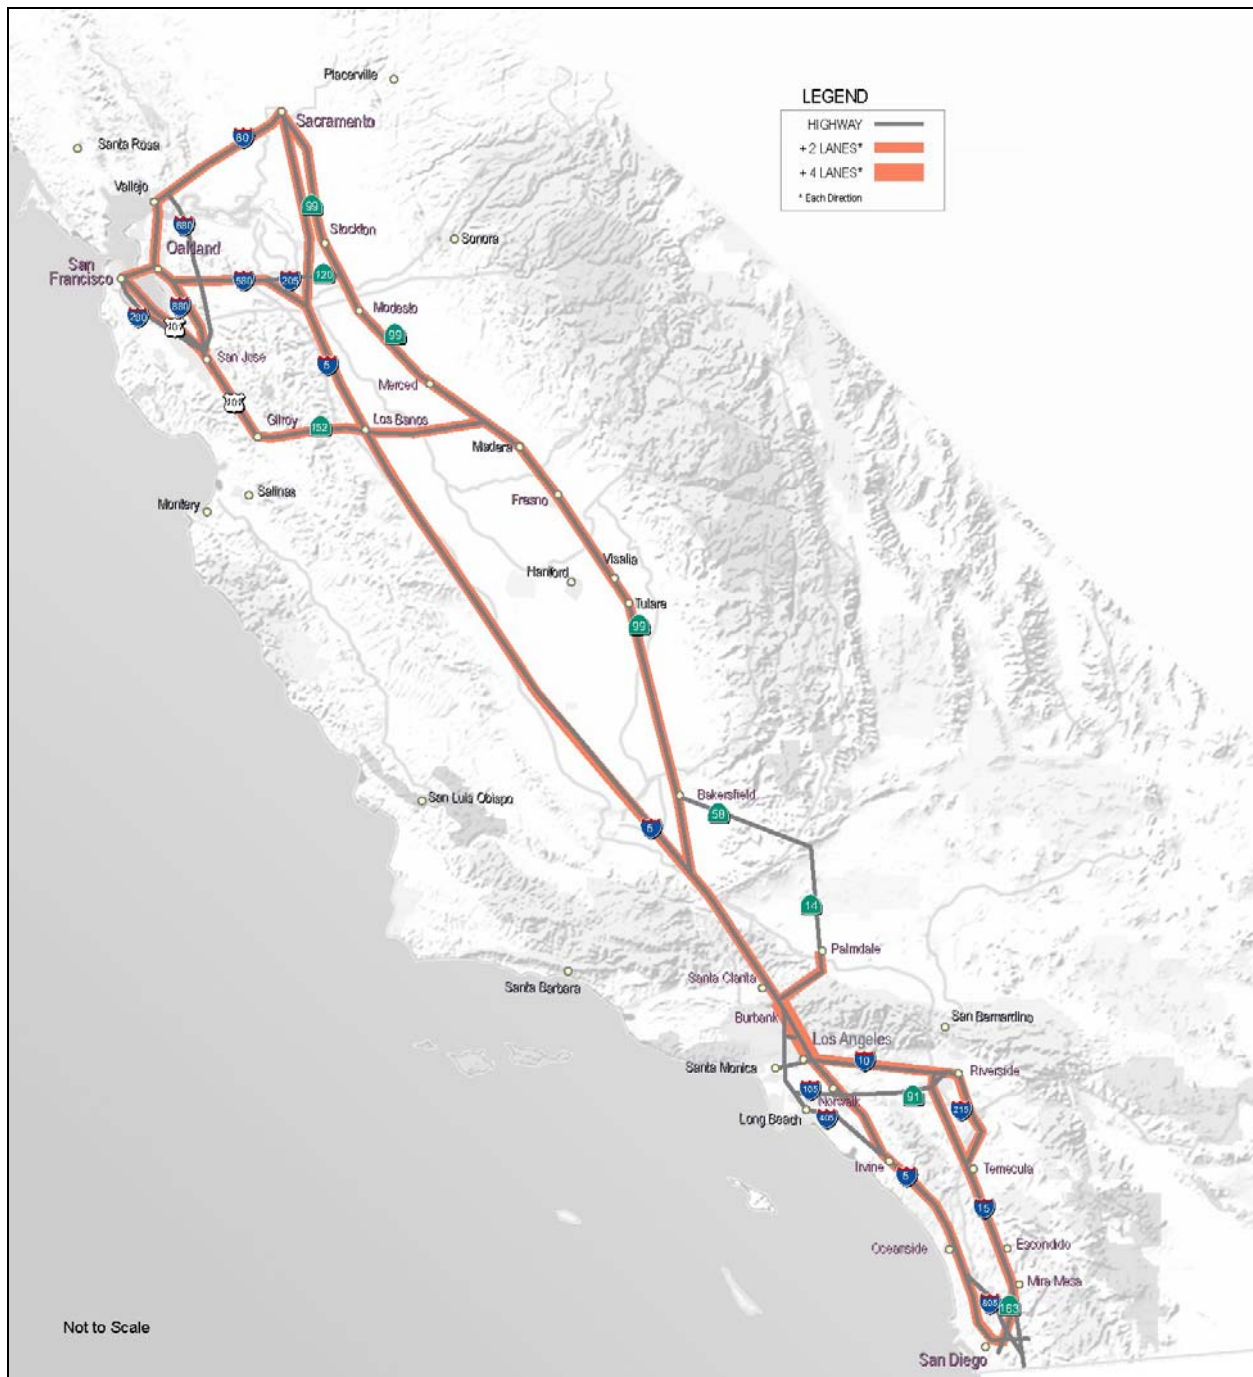 Placerville
LEGEND
HIGHWAY
+ 2 LANES*
+ 4 LANES*
* Each Direction
Sacramento
80
Santa Rosa
Vallejo
99
680
Stockton
Sonora
Oakland
San
Francisco
580
205
120
880
280
101
Modesto
99
San Jose
5
Merced
101
Gilroy
152
Los Banos
Madera
Salinas
Montery
Fresno
Visalia
Hanford
Tulare
99
Bakersfield
San Luis Obispo
58
5
14
Palmdale
Santa Clarita
Santa Barbara
Burbank
San Bernardino
Los Angeles
Santa Monica
10
Riverside
105
Norwalk
91
215
Long Beach
405
Irvine
5
Temecula
15
Oceanside
Escondido
Mira Mesa
805
163
Not to Scale
San Diego